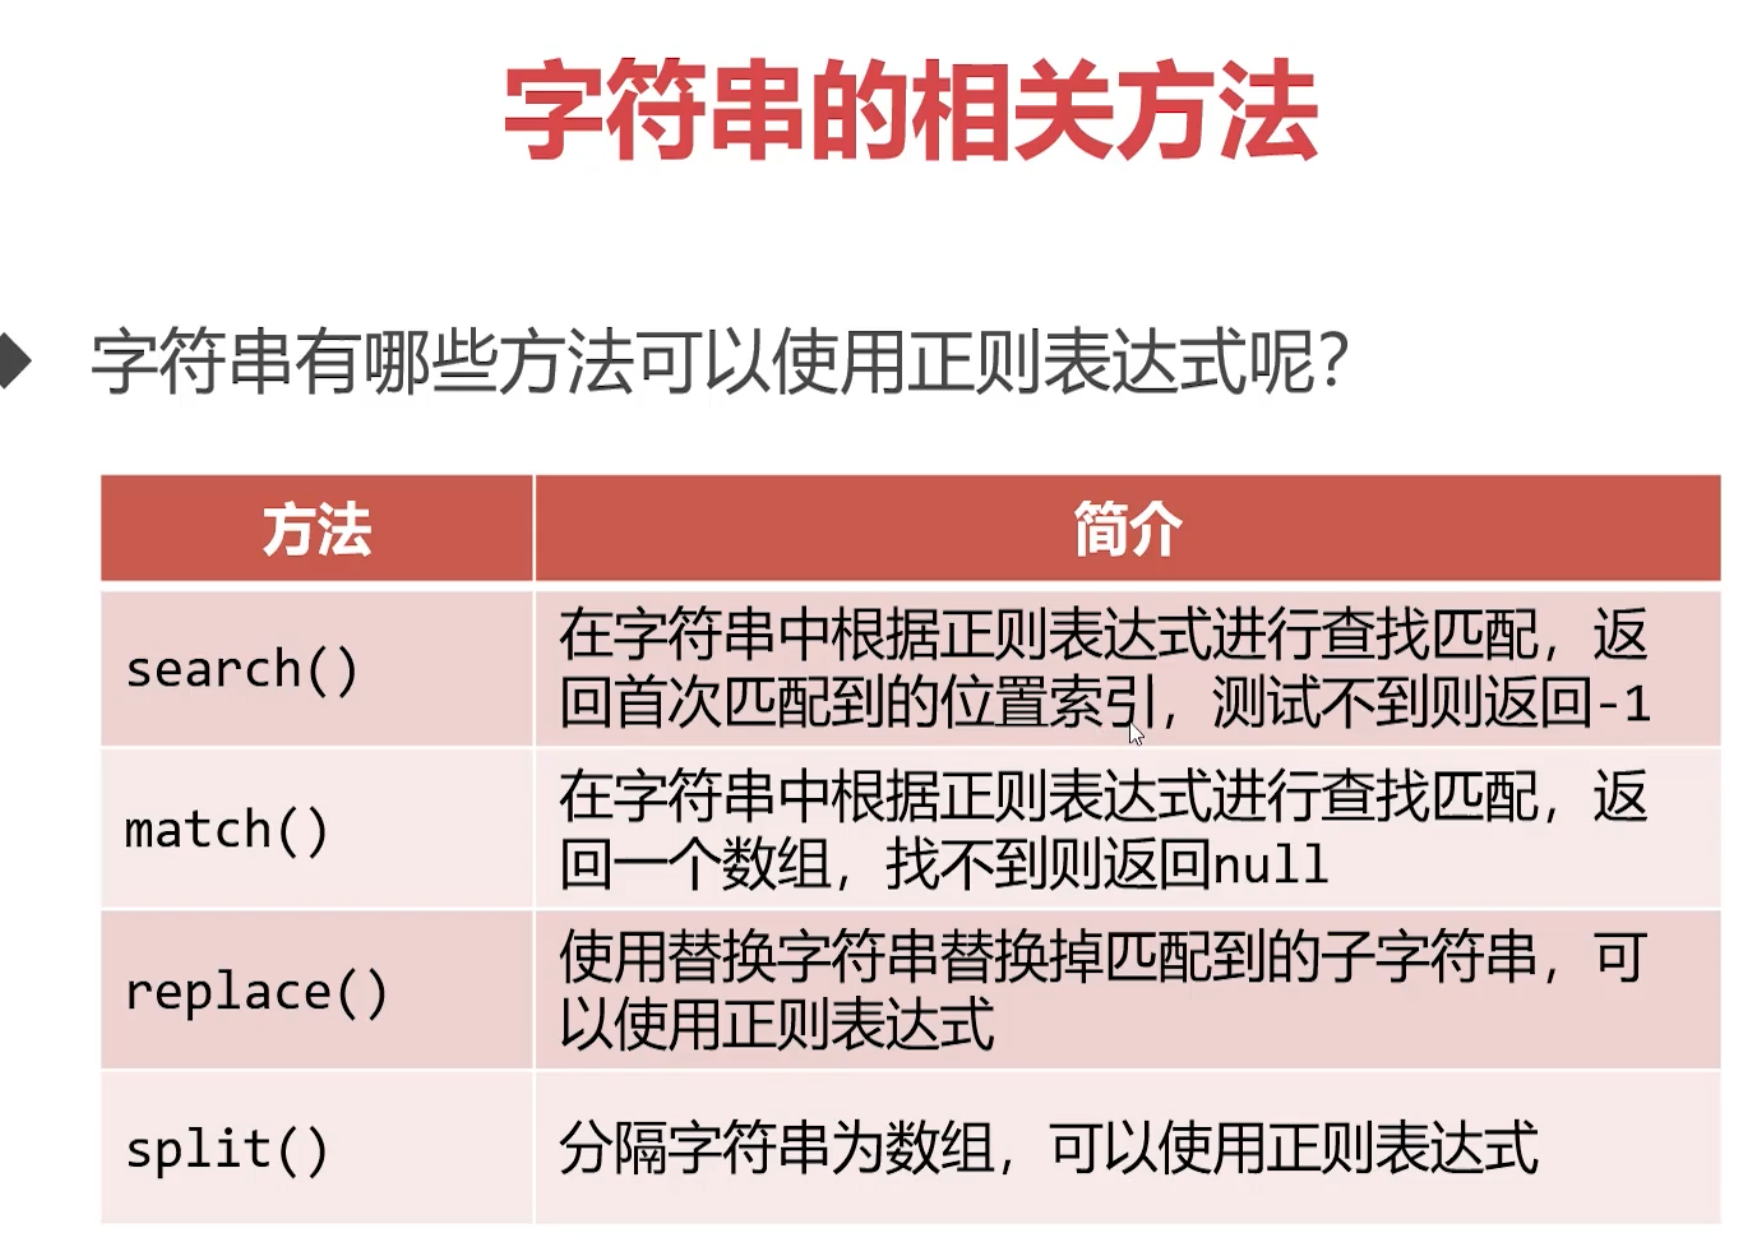 字符串的相关方法
字符串有哪些方法可以使用正则表达式呢?
方法 简介
search() 在字符串中根据正则表达式进行查找匹配，返
回首次匹配到的位置索引，测试不到则返回-1
match() 在字符串中根据正则表达式进行查找匹配，返
回一个数组，找不到则返回null
replace() 使用替换字符串替换掉匹配到的子字符串，可
以使用正则表达式
split() 分隔字符串为数组，可以使用正则表达式